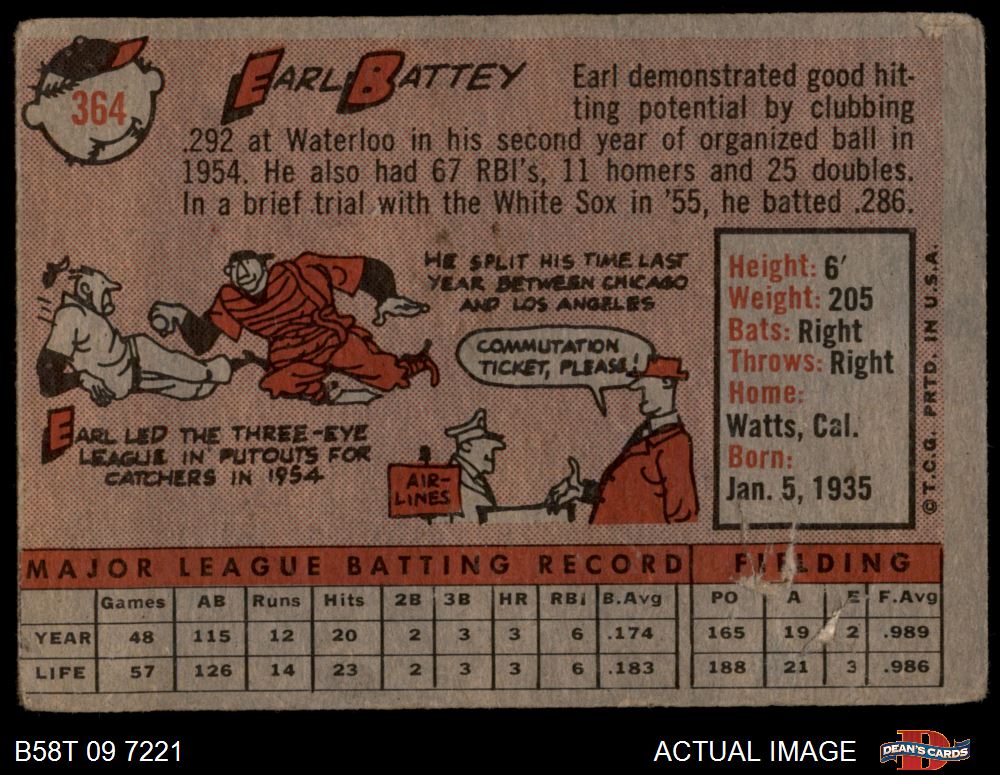 364
EARL BATTEY
Earl demonstrated good hit-
ting potential by clubbing
.292 at Waterloo in his second year of organized ball in
1954. He also had 67 RBI's, 11 homers and 25 doubles.
In a brief trial with the White Sox in '55, he batted .286.
HE SPLIT HIS TIME LAST
YEAR BETWEEN CHICAGO
AND LOS ANGELES
COMMUTATION
TICKET, PLEASE!
EARL LED THE THREE-EYE
LEAGUE IN PUTOUTS FOR
CATCHERS IN 1954
AIR-
LINES
Height: 6'
Weight: 205
Bats: Right
Throws: Right
Home:
Watts, Cal.
Born:
Jan. 5, 1935
© T.C.G. PRTD. IN U.S.A.
MAJOR LEAGUE BATTING RECORD FIELDING
Games AB Runs Hits 2B 3B HR RBI B.Avg PO A E F.Avg
YEAR 48 115 12 20 2 3 3 6 .174 165 19 2 .989
LIFE 57 126 14 23 2 3 3 6 .183 188 21 3 .986
B58T 09 7221 ACTUAL IMAGE DEAN'S CARDS